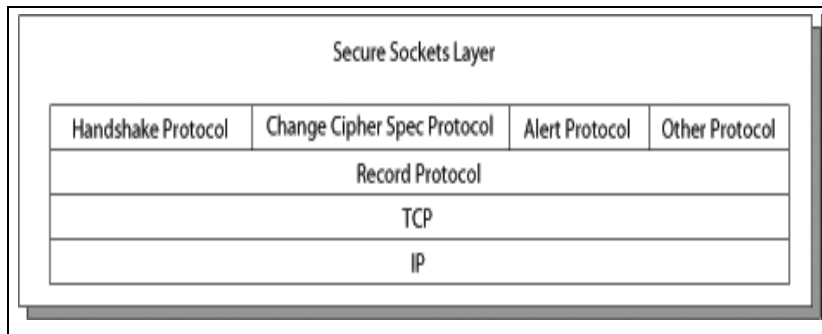 Secure Sockets Layer
Handshake Protocol Change Cipher Spec Protocol Alert Protocol Other Protocol
Record Protocol
TCP
IP